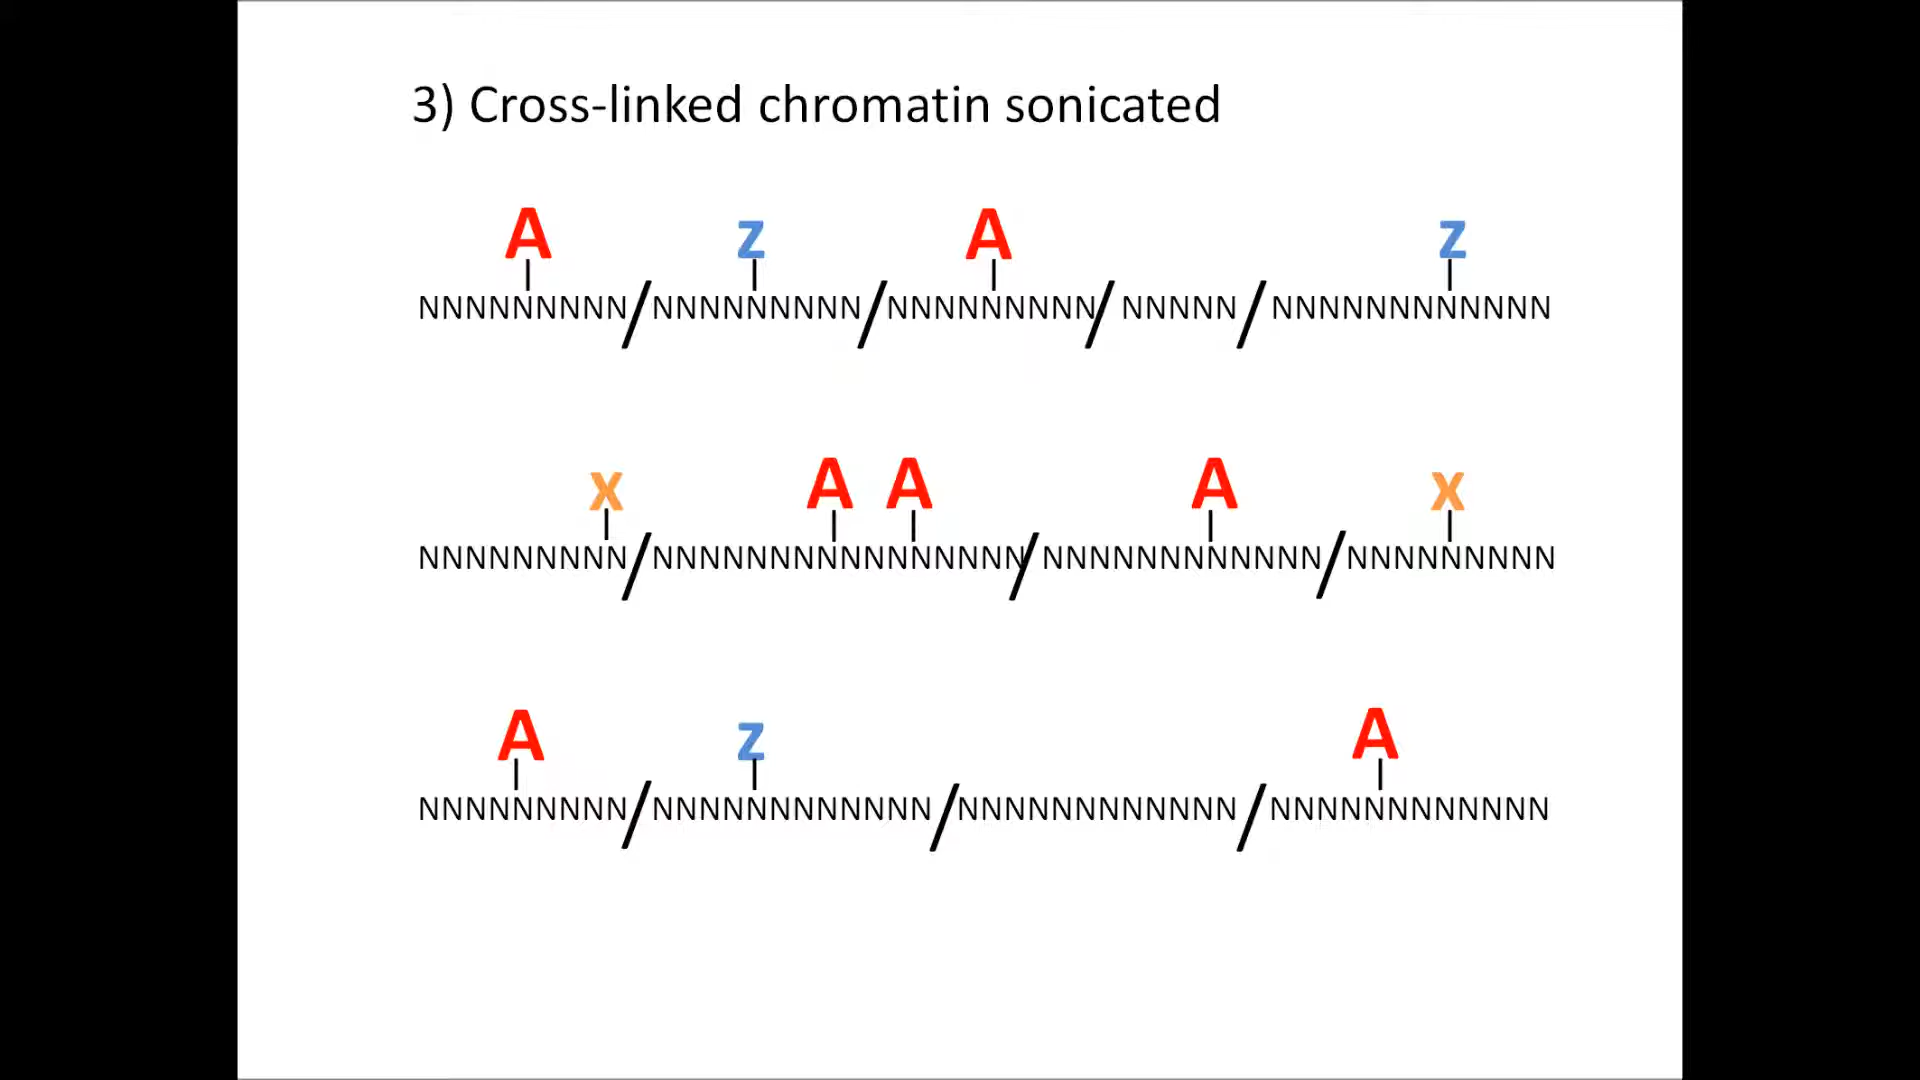 3) Cross-linked chromatin sonicated
A z A z
NNNNNNNNN/NNNNNNNNN/NNNNNNNNN/NNNNN/NNNNNNNNNNNN
x A A A x
NNNNNNNNN/NNNNNNNNNNNNNNNN/NNNNNNNNNNNN/NNNNNNNNN
A z A
NNNNNNNNN/NNNNNNNNNNNN/NNNNNNNNNNNN/NNNNNNNNNNNN